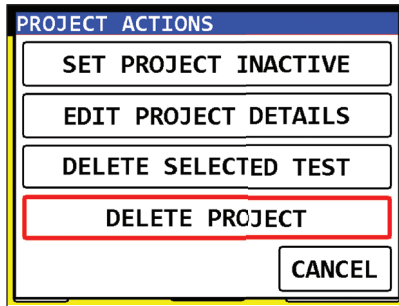 PROJECT ACTIONS
SET PROJECT INACTIVE
EDIT PROJECT DETAILS
DELETE SELECTED TEST
DELETE PROJECT
CANCEL